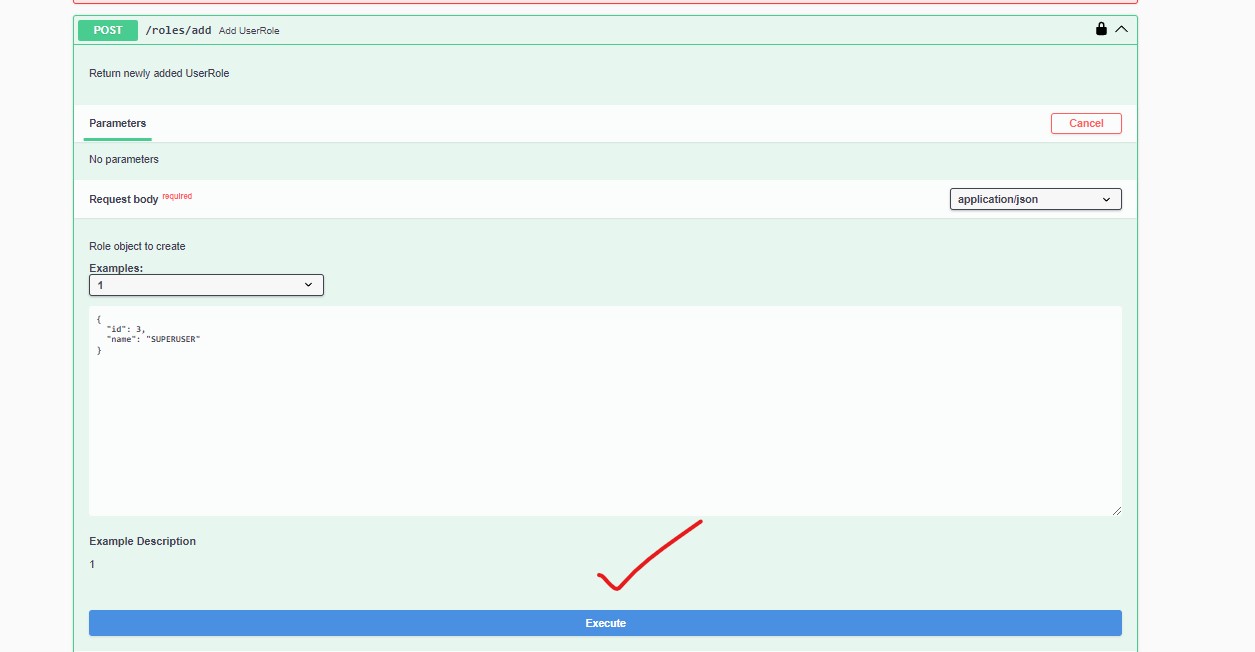 POST /roles/add Add UserRole
Return newly added UserRole
Parameters
Cancel
No parameters
Request body required
application/json
Role object to create
Examples:
1
{
"id": 3,
"name": "SUPERUSER"
}
Example Description
1
Execute